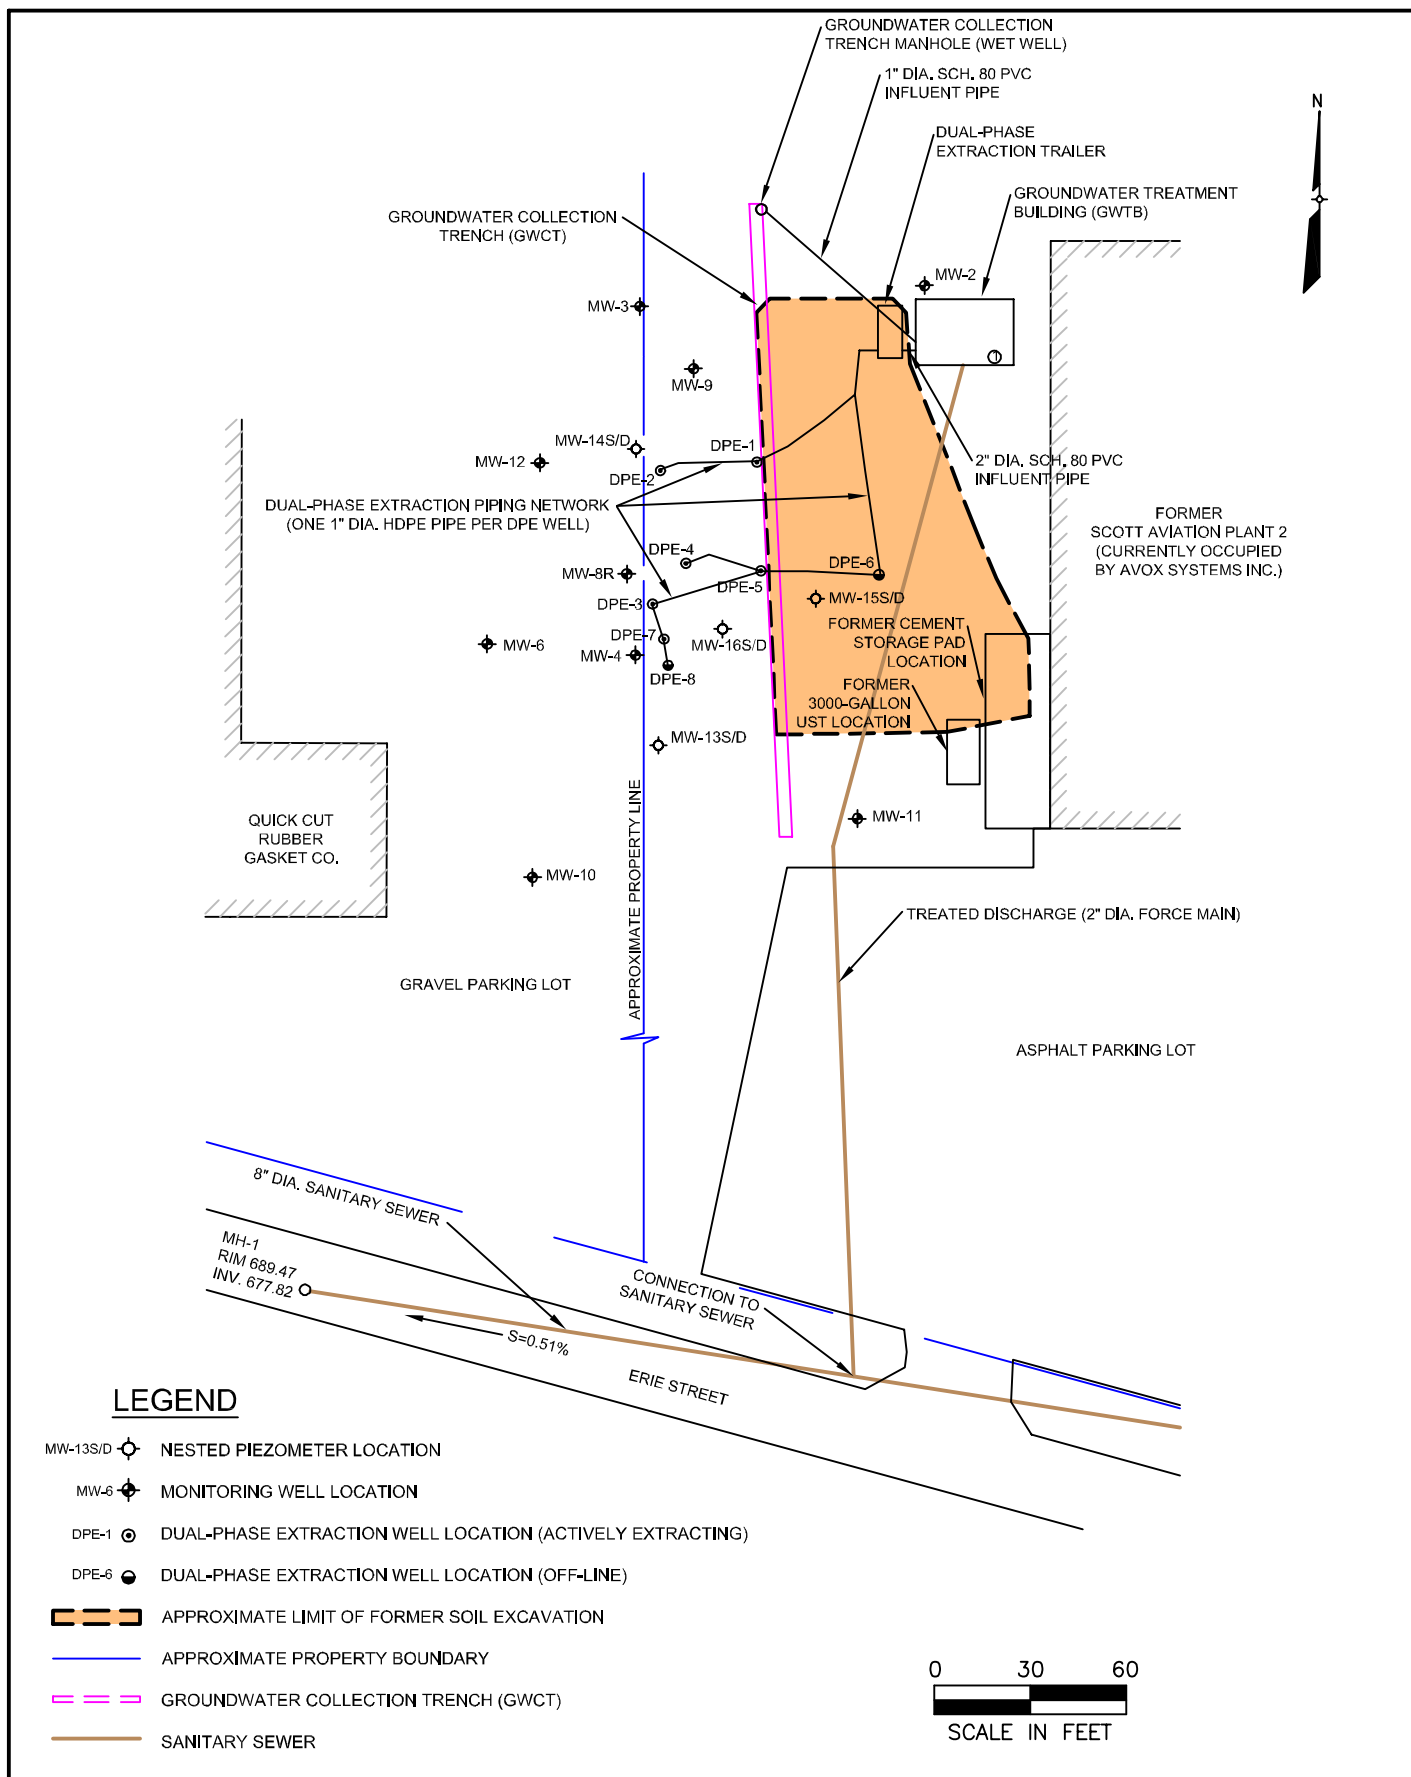 GROUNDWATER COLLECTION
TRENCH MANHOLE (WET WELL)
1" DIA. SCH. 80 PVC
INFLUENT PIPE
N
DUAL-PHASE
EXTRACTION TRAILER
GROUNDWATER TREATMENT
BUILDING (GWTB)
GROUNDWATER COLLECTION
TRENCH (GWCT)
MW-2
MW-3
1
MW-9
MW-14S/D
DPE-1
MW-12
DPE-2
2" DIA. SCH. 80 PVC
INFLUENT PIPE
DUAL-PHASE EXTRACTION PIPING NETWORK
(ONE 1" DIA. HDPE PIPE PER DPE WELL)
FORMER
SCOTT AVIATION PLANT 2
(CURRENTLY OCCUPIED
BY AVOX SYSTEMS INC.)
DPE-4
DPE-6
MW-8R
DPE-5
MW-15S/D
DPE-3
FORMER CEMENT
STORAGE PAD
LOCATION
DPE-7
MW-16S/D
MW-6
MW-4
DPE-8
FORMER
3000-GALLON
UST LOCATION
MW-13S/D
APPROXIMATE PROPERTY LINE
QUICK CUT
RUBBER
GASKET CO.
MW-11
MW-10
TREATED DISCHARGE (2" DIA. FORCE MAIN)
GRAVEL PARKING LOT
ASPHALT PARKING LOT
8" DIA. SANITARY SEWER
MH-1
RIM 689.47
INV. 677.82
CONNECTION TO
SANITARY SEWER
S=0.51%
ERIE STREET
LEGEND
MW-13S/D NESTED PIEZOMETER LOCATION
MW-6 MONITORING WELL LOCATION
DPE-1 DUAL-PHASE EXTRACTION WELL LOCATION (ACTIVELY EXTRACTING)
DPE-6 DUAL-PHASE EXTRACTION WELL LOCATION (OFF-LINE)
APPROXIMATE LIMIT OF FORMER SOIL EXCAVATION
APPROXIMATE PROPERTY BOUNDARY
GROUNDWATER COLLECTION TRENCH (GWCT)
SANITARY SEWER
0 30 60
SCALE IN FEET